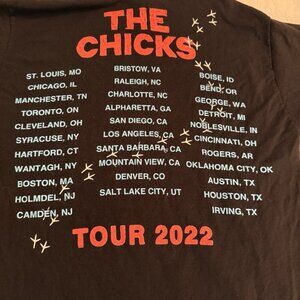 THE
CHICKS
ST. LOUIS, MO
CHICAGO, IL
MANCHESTER, TN
TORONTO, ON
CLEVELAND, OH
SYRACUSE, NY
HARTFORD, CT
WANTAGH, NY
BOSTON, MA
HOLMDEL, NJ
CAMDEN, NJ
BRISTOW, VA
RALEIGH, NC
CHARLOTTE, NC
ALPHARETTA, GA
SAN DIEGO, CA
LOS ANGELES, CA
SANTA BARBARA, CA
MOUNTAIN VIEW, CA
DENVER, CO
SALT LAKE CITY, UT
BOISE, ID
BEND, OR
GEORGE, WA
DETROIT, MI
NOBLESVILLE, IN
CINCINNATI, OH
ROGERS, AR
OKLAHOMA CITY, OK
AUSTIN, TX
HOUSTON, TX
IRVING, TX
TOUR 2022